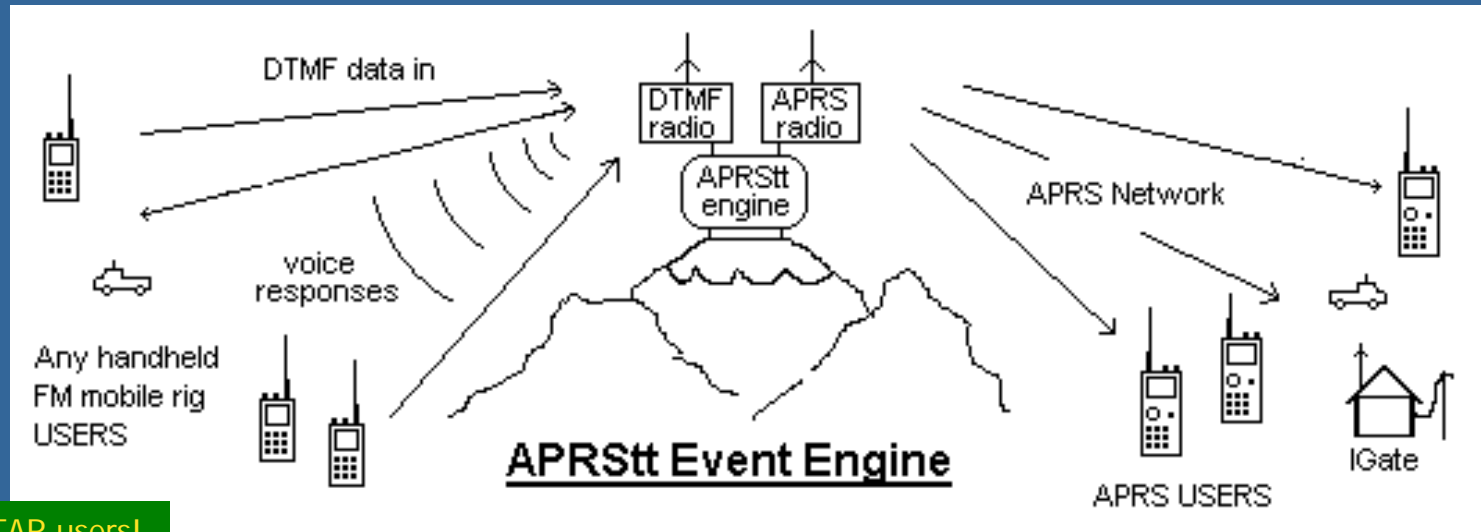 DTMF data in
DTMF
radio
APRS
radio
APRStt
engine
APRS Network
voice
responses
Any handheld
FM mobile rig
USERS
APRStt Event Engine
IGate
APRS USERS
users!